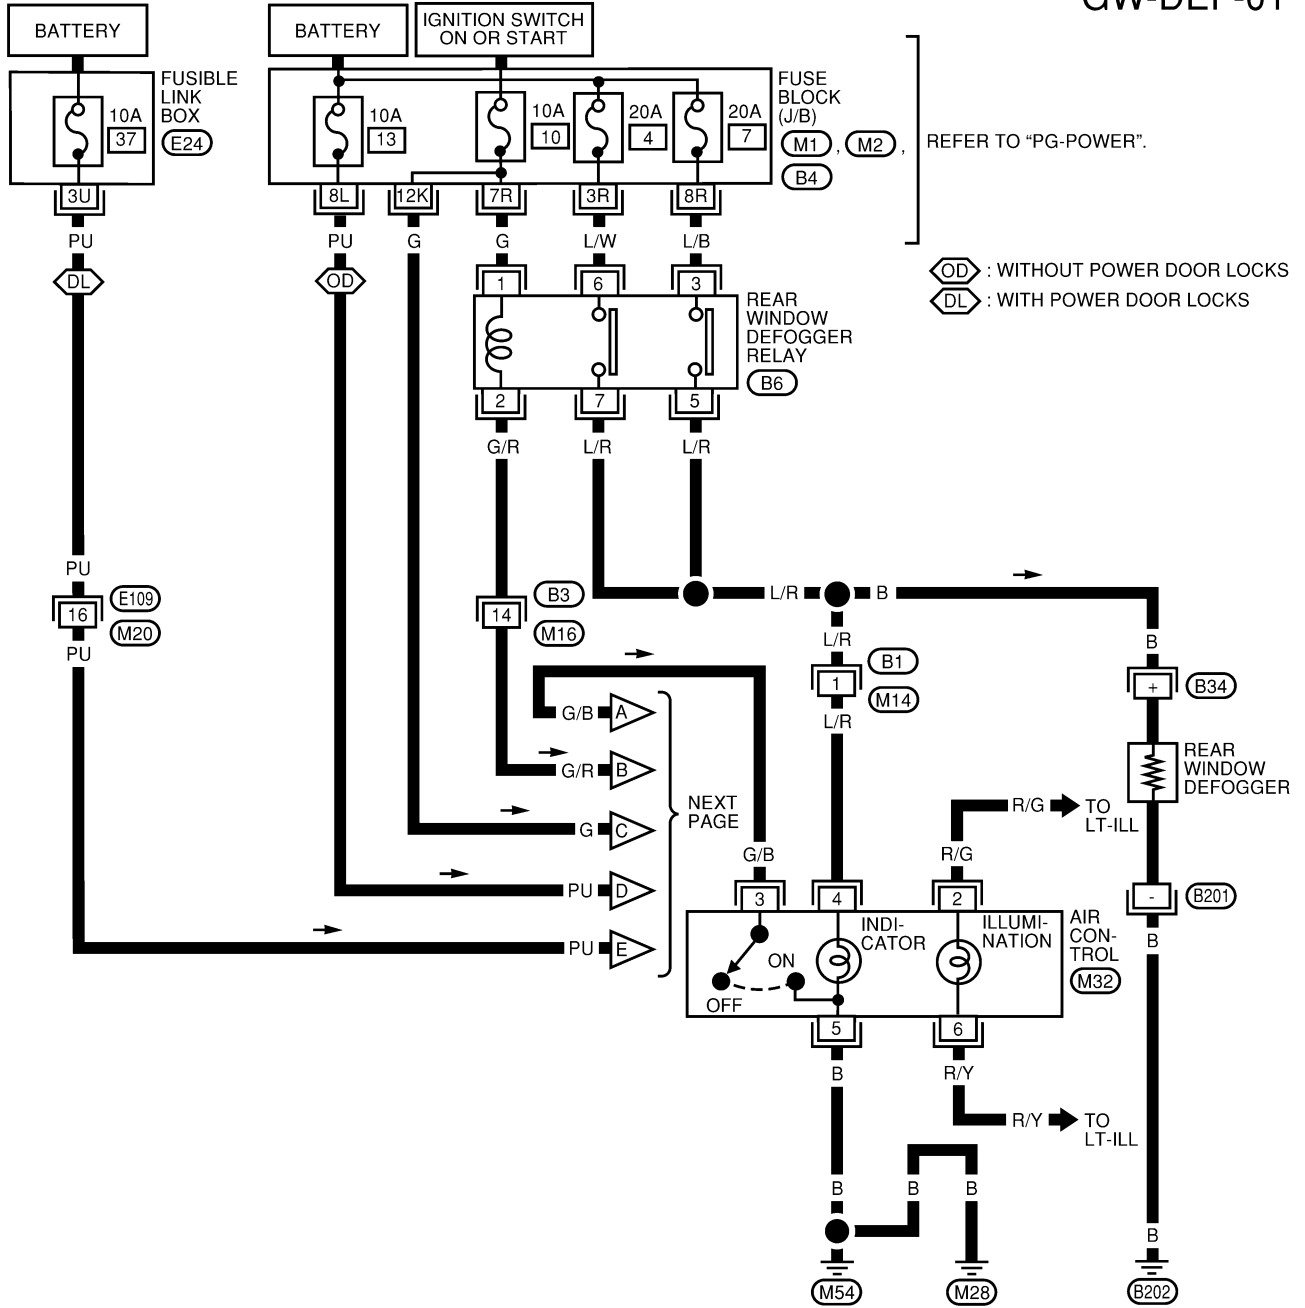 GW-DEF-01
BATTERY
BATTERY
IGNITION SWITCH
ON OR START
FUSIBLE
LINK
BOX
E24
10A
37
10A
13
10A
10
20A
4
20A
7
FUSE
BLOCK
(J/B)
M1 , M2 ,
B4
REFER TO “PG-POWER”.
3U
8L
12K
7R
3R
8R
PU
PU
G
G
L/W
L/B
DL
OD
OD : WITHOUT POWER DOOR LOCKS
DL : WITH POWER DOOR LOCKS
1
6
3
REAR
WINDOW
DEFOGGER
RELAY
B6
2
7
5
G/R
L/R
L/R
PU
16
E109
M20
PU
14
B3
M16
L/R
B
L/R
1
B1
M14
L/R
B
+
B34
REAR
WINDOW
DEFOGGER
G/B A
G/R B
G C
PU D
PU E
NEXT
PAGE
R/G
TO
LT-ILL
G/B
R/G
-
B201
B
3
4
2
INDI-
CATOR
ILLUMI-
NATION
AIR
CON-
TROL
M32
ON
OFF
5
6
B
R/Y
R/Y
TO
LT-ILL
B
B
B
B
M54
M28
B202